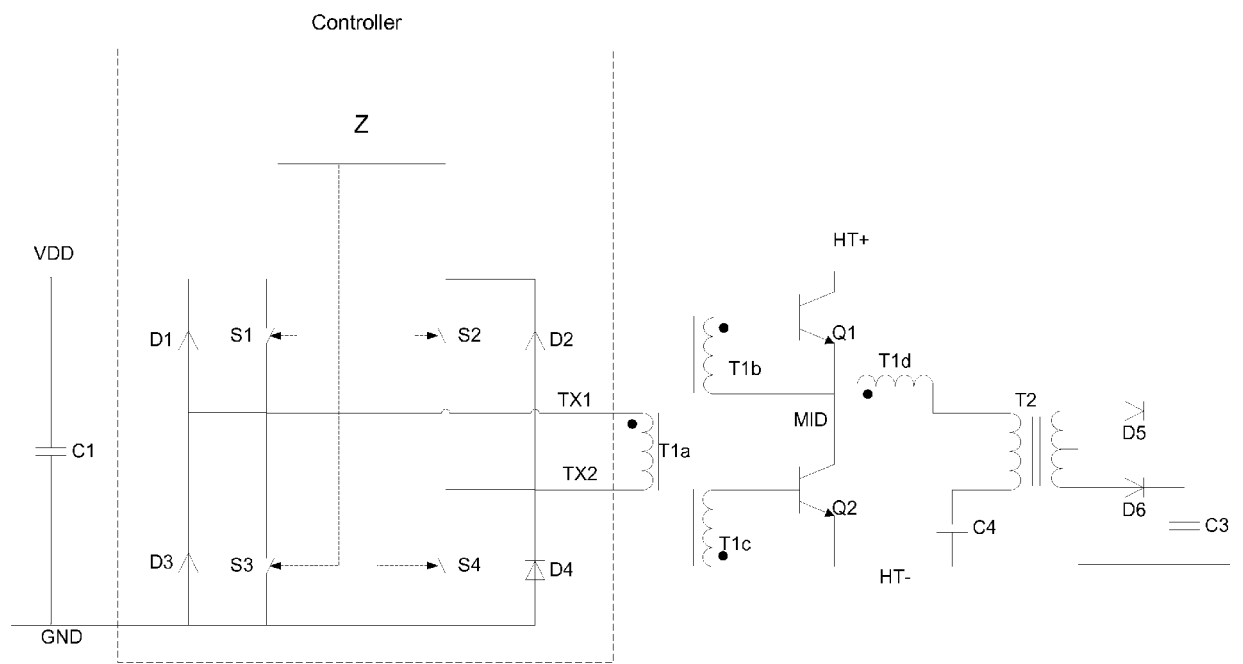 Controller
Z
HT+
VDD
D1
S1
S2
D2
Q1
T1b
T1d
TX1
MID
T2
D5
C1
T1a
TX2
Q2
D6
C4
C3
T1c
D3
S3
S4
D4
HT-
GND